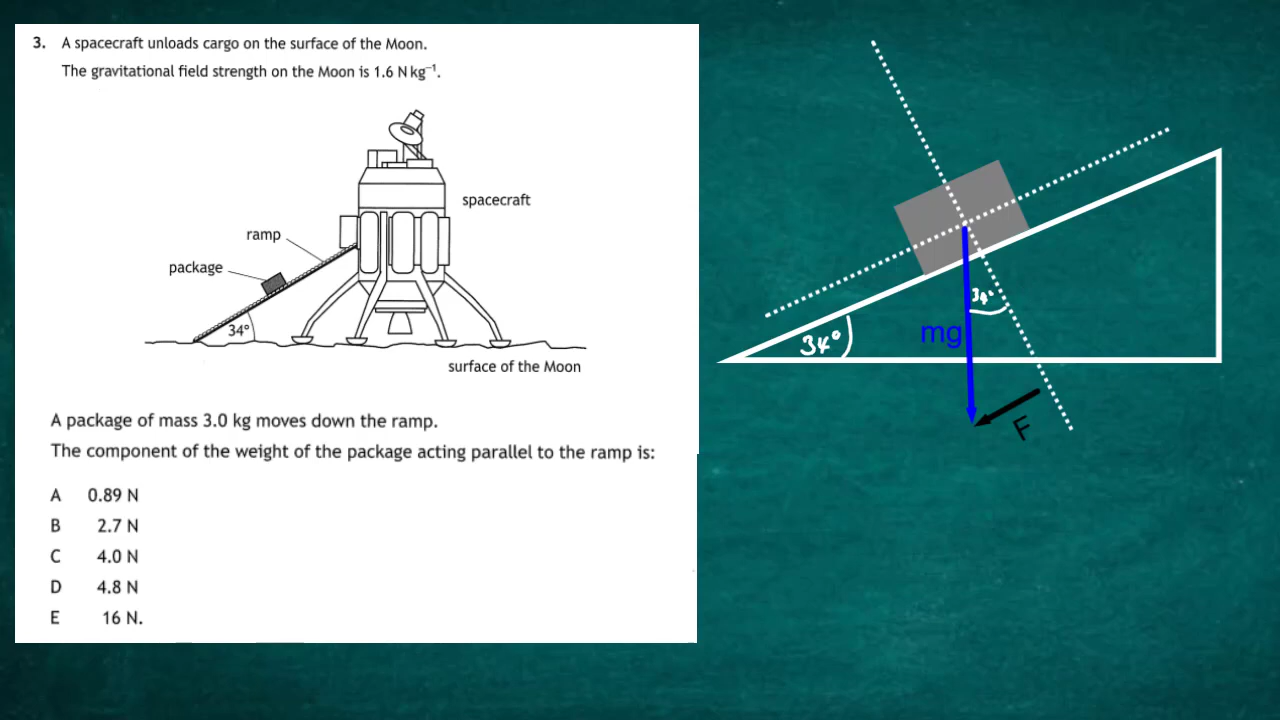 3. A spacecraft unloads cargo on the surface of the Moon.
The gravitational field strength on the Moon is 1.6 N kg⁻¹.
spacecraft
ramp
package
34°
surface of the Moon
A package of mass 3.0 kg moves down the ramp.
The component of the weight of the package acting parallel to the ramp is:
A 0.89 N
B 2.7 N
C 4.0 N
D 4.8 N
E 16 N.
34°
mg
34°
F